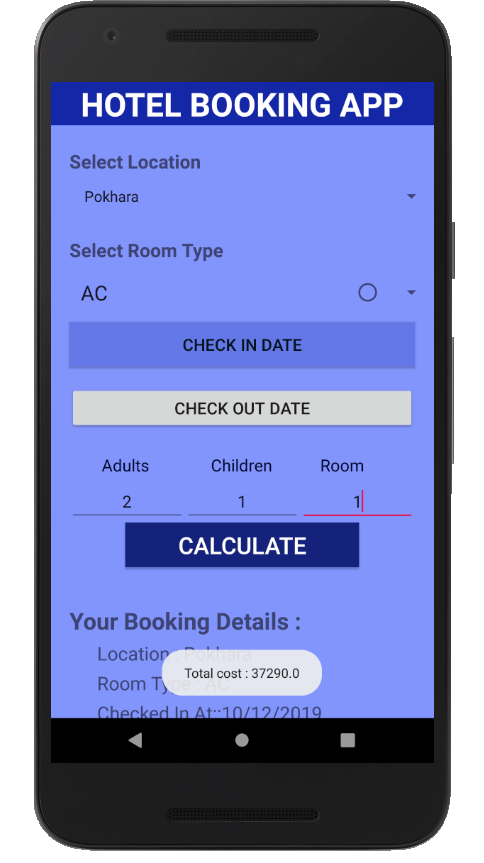 HOTEL BOOKING APP
Select Location
Pokhara
Select Room Type
AC
CHECK IN DATE
CHECK OUT DATE
Adults Children Room
2 1 1
CALCULATE
Your Booking Details :
Location : Pokhara
Total cost : 37290.0
Room Type : AC
Checked In At::10/12/2019